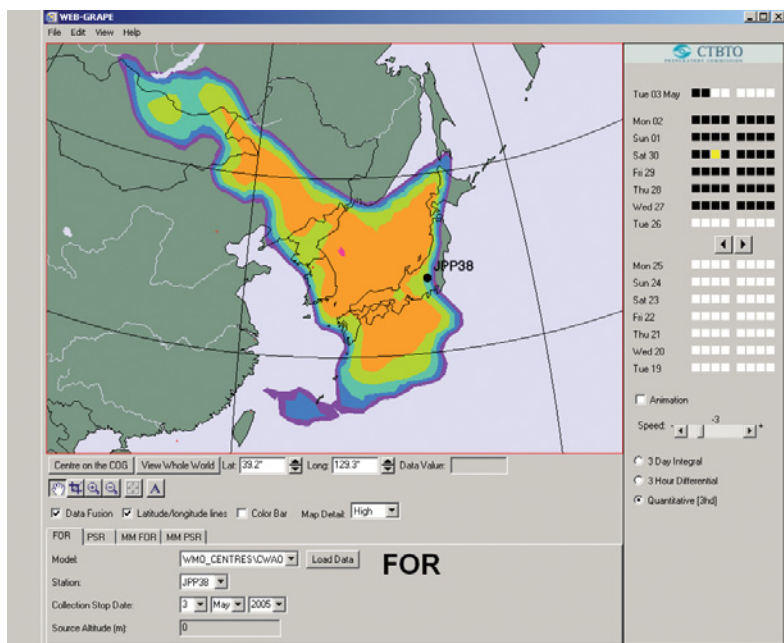 WEB-GRAPE
File Edit View Help
CTBTO
PREPARATORY COMMISSION
Tue 03 May
Mon 02
Sun 01
Sat 30
Fri 29
Thu 28
Wed 27
Tue 26
Mon 25
Sun 24
Sat 23
Fri 22
Thu 21
Wed 20
Tue 19
JPP38
Animation
Speed: - -3 +
3 Day Integral
3 Hour Differential
Quantitative (3hd)
Centre on the COG View Whole World Lat: 39.2° Long: 129.3° Data Value:
A
Data Fusion Latitude/longitude lines Color Bar Map Detail: High
FOR PSR MM FOR MM PSR
Model: WMO_CENTRES\CWAO Load Data FOR
Station: JPP38
Collection Stop Date: 3 May 2005
Source Altitude (m): 0